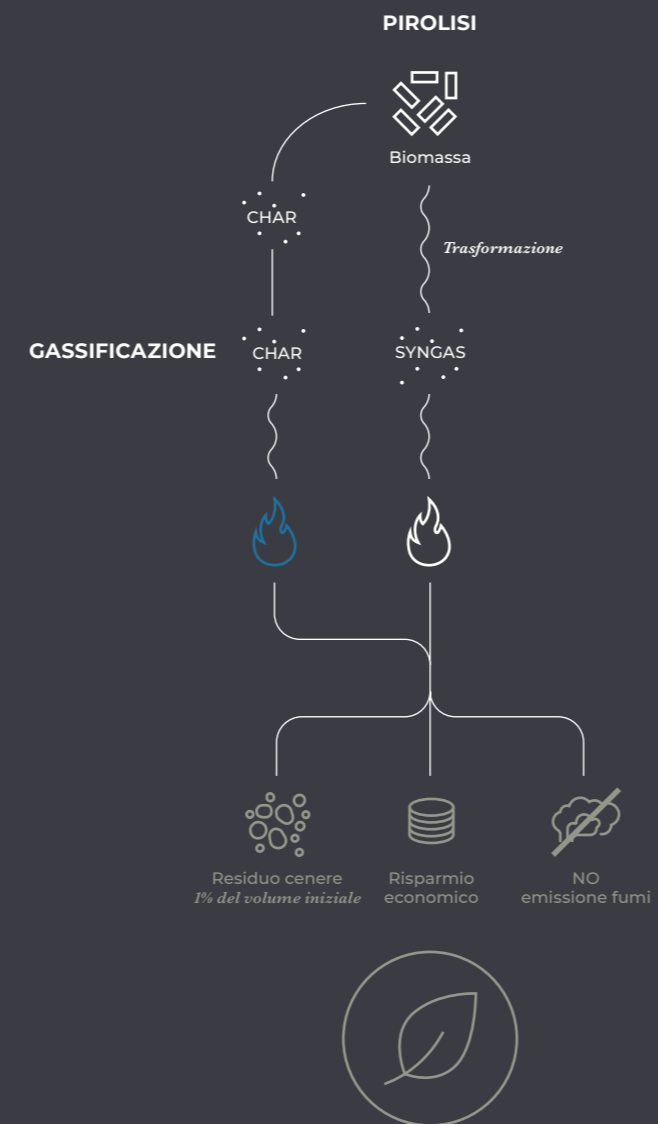 PIROLISI
Biomassa
CHAR
Trasformazione
GASSIFICAZIONE
CHAR
SYNGAS
Residuo cenere
1% del volume iniziale
Risparmio
economico
NO
emissione fumi